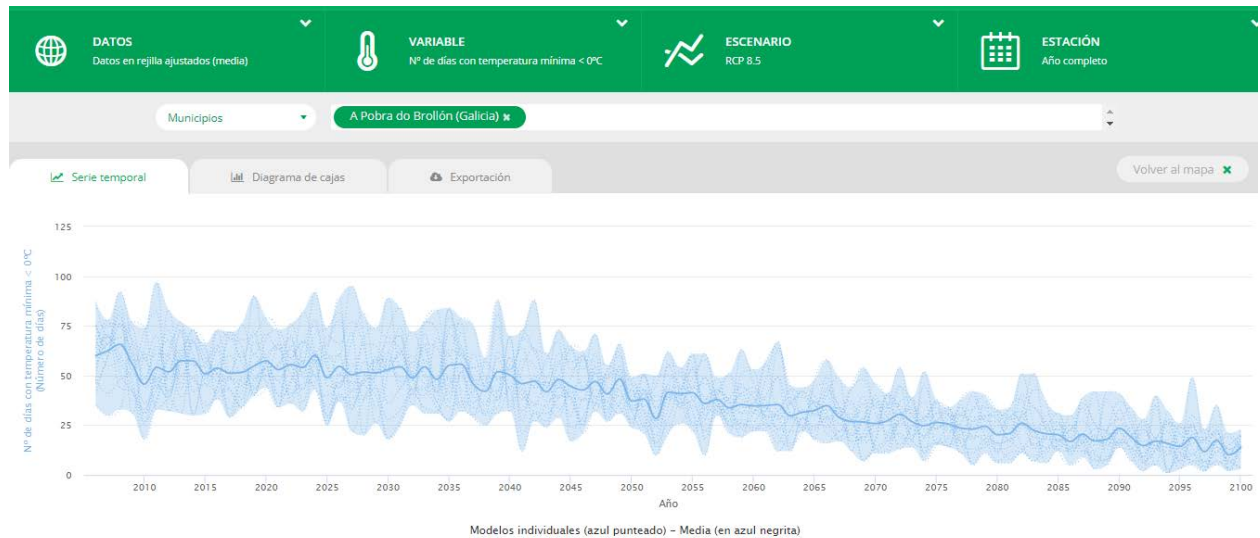 DATOS
Datos en rejilla ajustados (media)
VARIABLE
Nº de días con temperatura mínima < 0ºC
ESCENARIO
RCP 8.5
ESTACIÓN
Año completo
Municipios
A Pobra do Brollón (Galicia) ×
Serie temporal
Diagrama de cajas
Exportación
Volver al mapa ×
Nº de días con temperatura mínima < 0ºC
(Número de días)
125
100
75
50
25
0
2010 2015 2020 2025 2030 2035 2040 2045 2050 2055 2060 2065 2070 2075 2080 2085 2090 2095 2100
Año
Modelos individuales (azul punteado) – Media (en azul negrita)